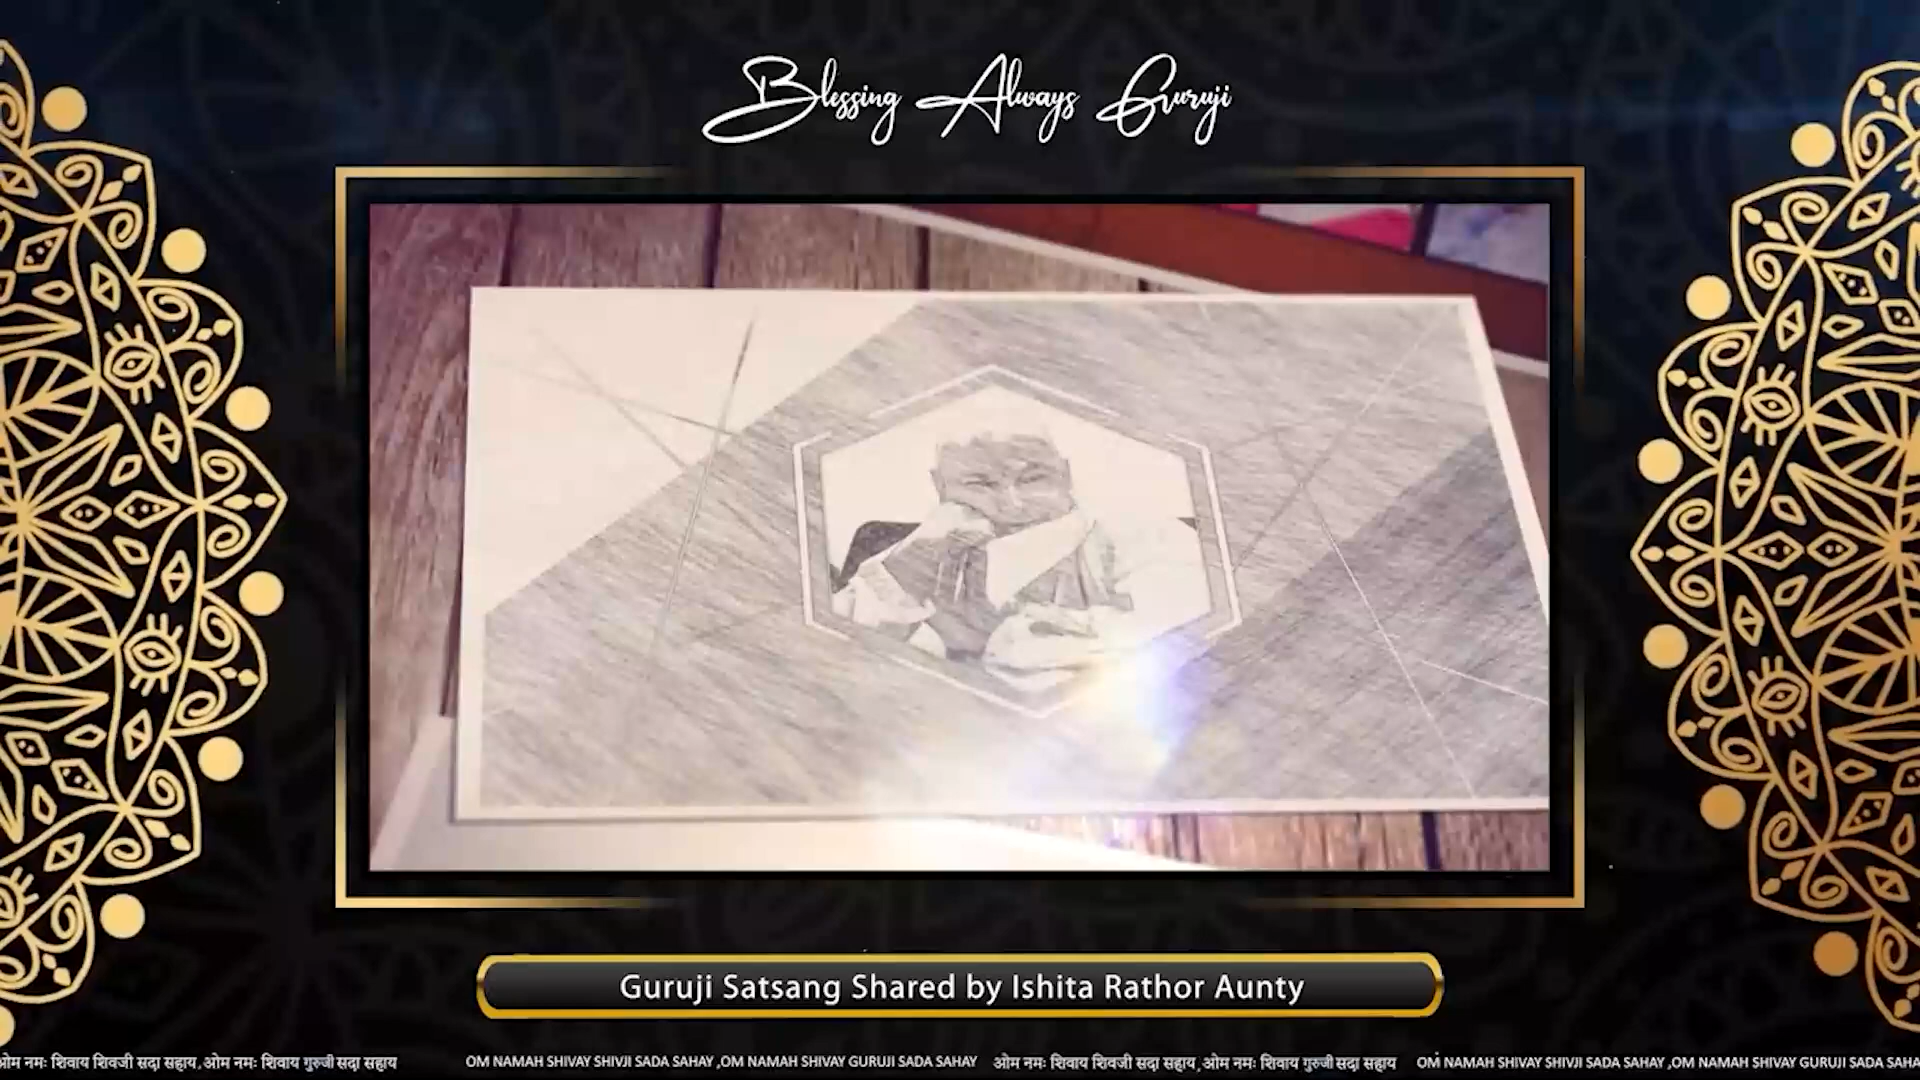 Blessing Always Guruji
Guruji Satsang Shared by Ishita Rathor Aunty
ओम नमः शिवाय शिवजी सदा सहाय,ओम नमः शिवाय गुरुजी सदा सहाय OM NAMAH SHIVAY SHIVJI SADA SAHAY ,OM NAMAH SHIVAY GURUJI SADA SAHAY ओम नमः शिवाय शिवजी सदा सहाय,ओम नमः शिवाय गुरुजी सदा सहाय OM NAMAH SHIVAY SHIVJI SADA SAHAY ,OM NAMAH SHIVAY GURUJI SADA